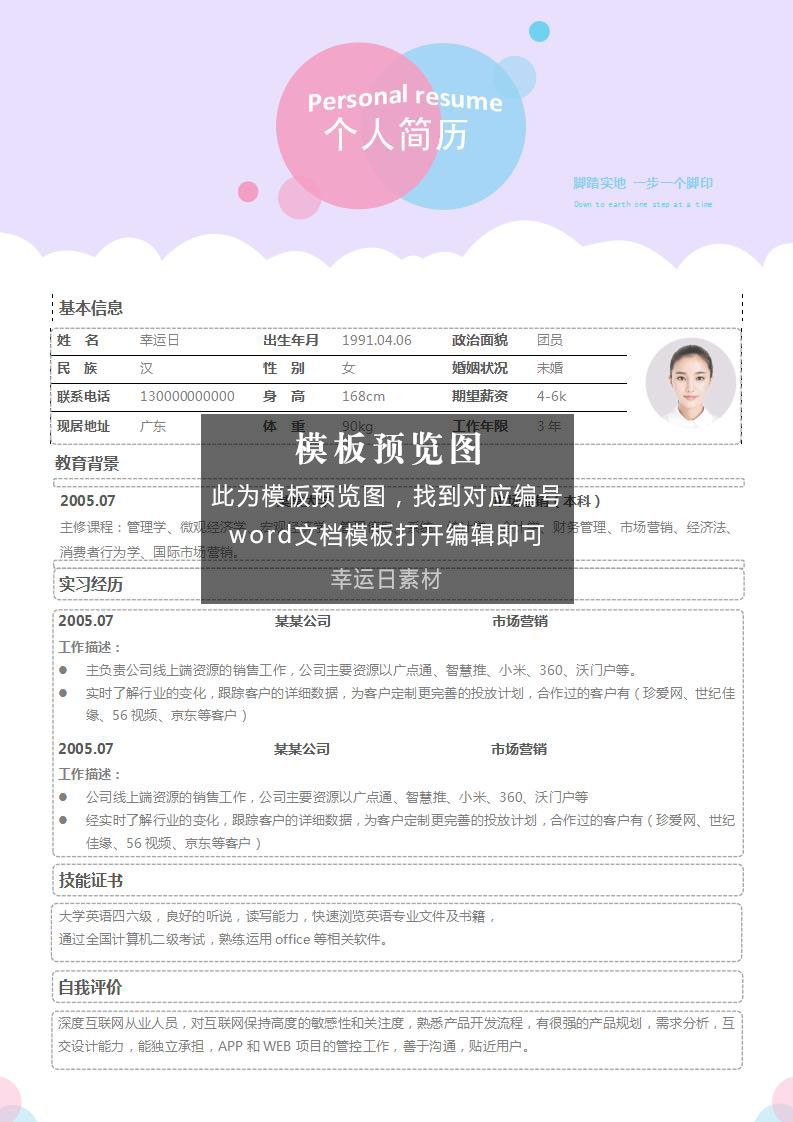 Personal resume
个人简历
脚踏实地 一步一个脚印
Down to earth one step at a time
基本信息
姓 名 幸运日 出生年月 1991.04.06 政治面貌 团员
民 族 汉 性 别 女 婚姻状况 未婚
联系电话 130000000000 身 高 168cm 期望薪资 4-6k
现居地址 广东 体 重 90kg 工作年限 3 年
模板预览图
教育背景
此为模板预览图，找到对应编号
2005.07 （本科）
word文档模板打开编辑即可
主修课程：管理学、微观经济学、宏观经济学、财务管理、市场营销、经济法、
消费者行为学、国际市场营销。
幸运日素材
实习经历
2005.07 某某公司 市场营销
工作描述：
● 主负责公司线上端资源的销售工作，公司主要资源以广点通、智慧推、小米、360、沃门户等。
● 实时了解行业的变化，跟踪客户的详细数据，为客户定制更完善的投放计划，合作过的客户有（珍爱网、世纪佳
缘、56 视频、京东等客户）
2005.07 某某公司 市场营销
工作描述：
● 公司线上端资源的销售工作，公司主要资源以广点通、智慧推、小米、360、沃门户等
● 经实时了解行业的变化，跟踪客户的详细数据，为客户定制更完善的投放计划，合作过的客户有（珍爱网、世纪
佳缘、56 视频、京东等客户）
技能证书
大学英语四六级，良好的听说，读写能力，快速浏览英语专业文件及书籍，
通过全国计算机二级考试，熟练运用 office 等相关软件。
自我评价
深度互联网从业人员，对互联网保持高度的敏感性和关注度，熟悉产品开发流程，有很强的产品规划，需求分析，互
交设计能力，能独立承担，APP 和 WEB 项目的管控工作，善于沟通，贴近用户。